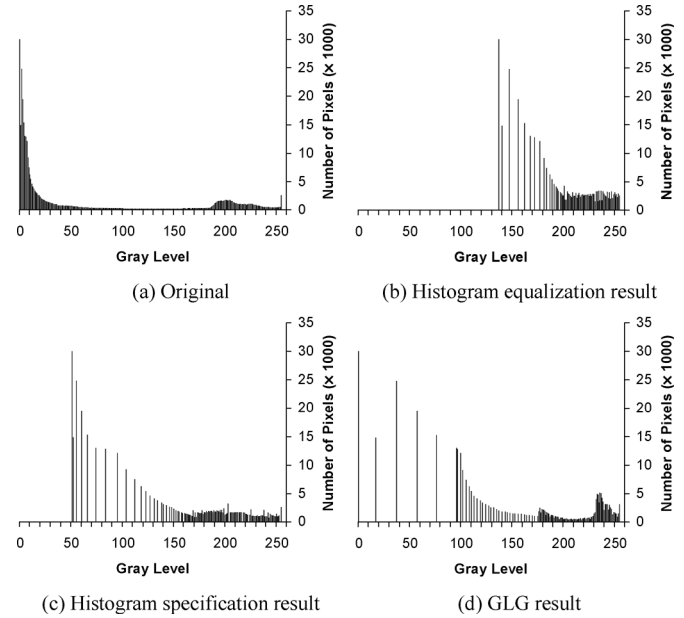 35
30
25
20
15
10
5
0
Number of Pixels (× 1000)
0 50 100 150 200 250
Gray Level
(a) Original
35
30
25
20
15
10
5
0
Number of Pixels (× 1000)
0 50 100 150 200 250
Gray Level
(b) Histogram equalization result
35
30
25
20
15
10
5
0
Number of Pixels (× 1000)
0 50 100 150 200 250
Gray Level
(c) Histogram specification result
35
30
25
20
15
10
5
0
Number of Pixels (× 1000)
0 50 100 150 200 250
Gray Level
(d) GLG result